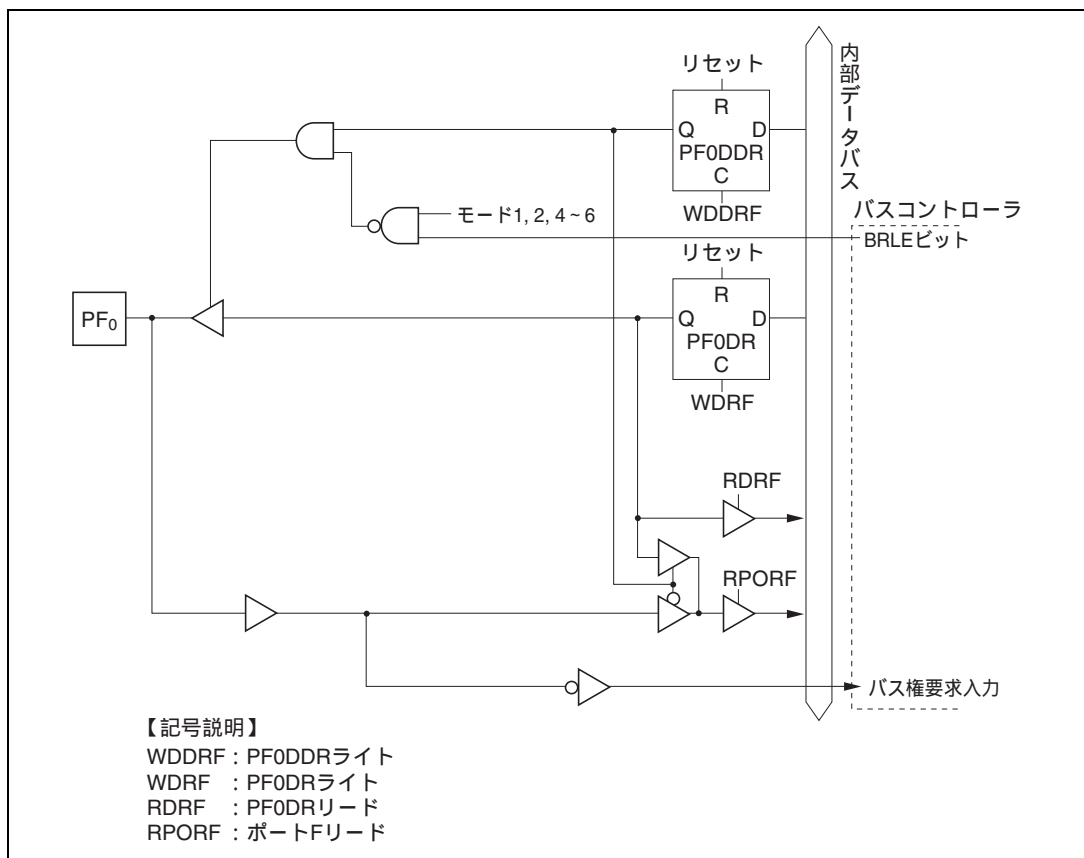 リセット
R
Q D
PF0DDR
C
WDDRF
内部データバス
バスコントローラ
モード1, 2, 4～6
BRLEビット
リセット
R
Q D
PF0DR
C
WDRF
PF0
RDRF
RPORF
バス権要求入力
【記号説明】
WDDRF : PF0DDRライト
WDRF : PF0DRライト
RDRF : PF0DRリード
RPORF : ポートFリード